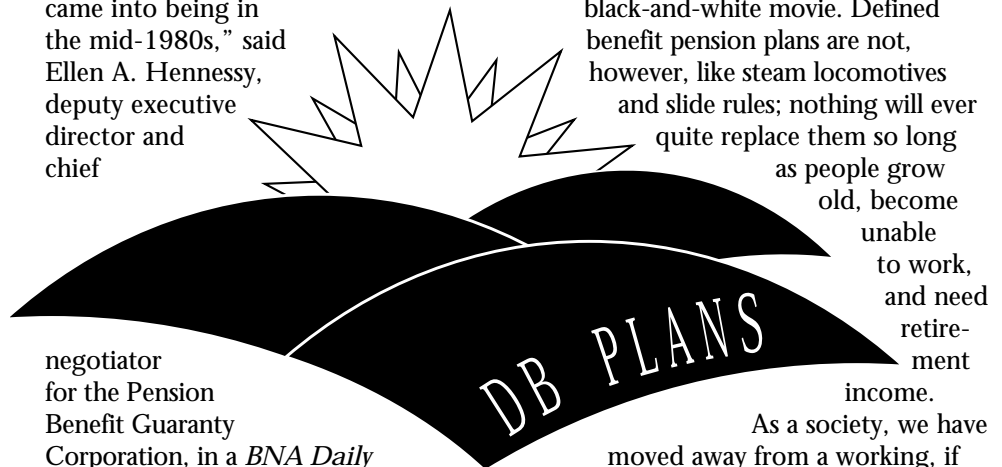 came into being in
the mid-1980s,” said
Ellen A. Hennessy,
deputy executive
director and
chief
negotiator
for the Pension
Benefit Guaranty
Corporation, in a BNA Daily
black-and-white movie. Defined
benefit pension plans are not,
however, like steam locomotives
and slide rules; nothing will ever
quite replace them so long
as people grow
old, become
unable
to work,
and need
retire-
ment
income.
As a society, we have
moved away from a working, if
DB PLANS